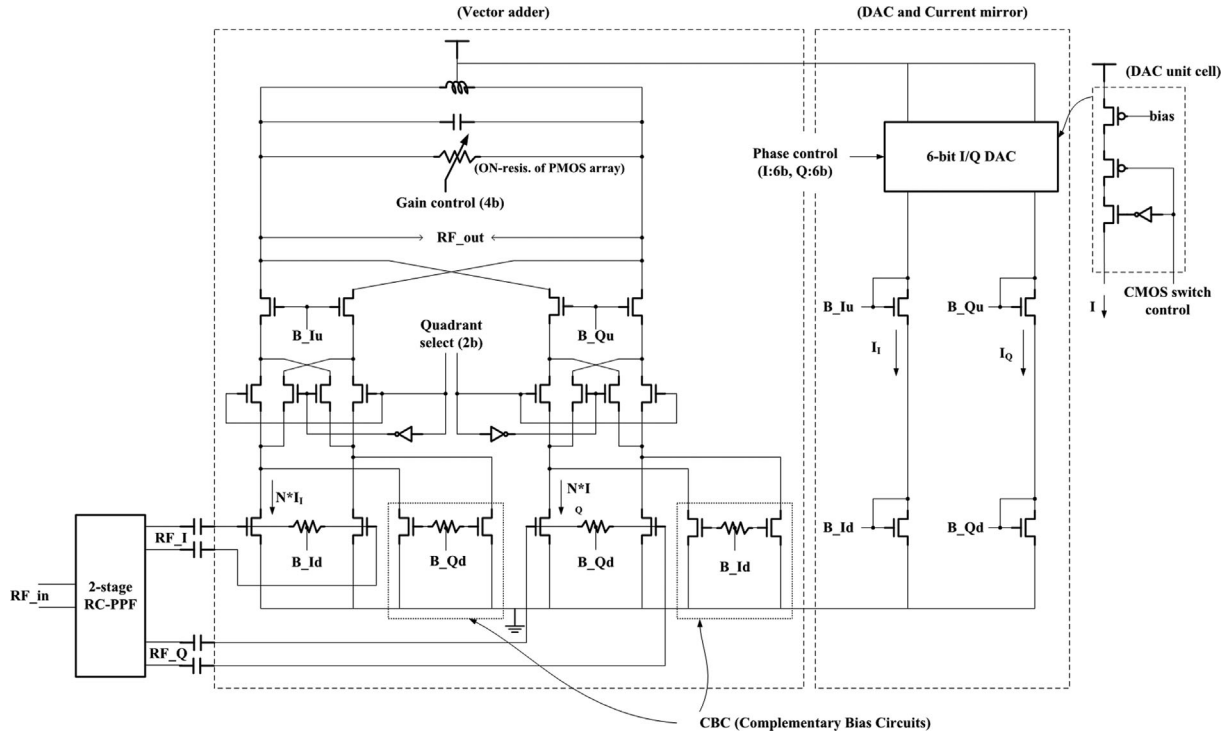 (Vector adder)
(DAC and Current mirror)
(DAC unit cell)
bias
Phase control
(I:6b, Q:6b)
6-bit I/Q DAC
(ON-resis. of PMOS array)
Gain control (4b)
RF_out
B_Iu
Quadrant
select (2b)
B_Qu
B_Iu
B_Qu
I
CMOS switch
control
I_I
I_Q
N*I_I
N*I
Q
RF_I
B_Id
B_Qd
B_Qd
B_Id
B_Id
B_Qd
RF_in
2-stage
RC-PPF
RF_Q
CBC (Complementary Bias Circuits)